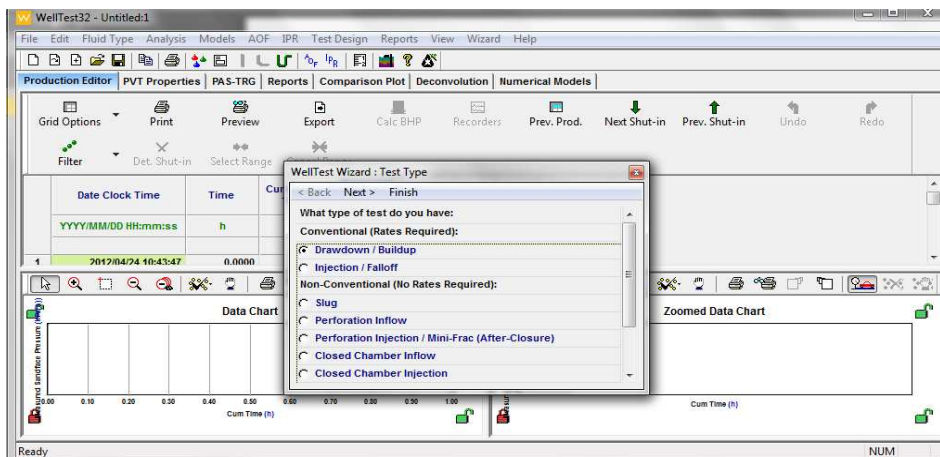 WellTest32 - Untitled:1
File Edit Fluid Type Analysis Models AOF IPR Test Design Reports View Wizard Help
Production Editor PVT Properties PAS-TRG Reports Comparison Plot Deconvolution Numerical Models
Grid Options Print Preview Export Calc BHP Recorders Prev. Prod. Next Shut-in Prev. Shut-in Undo Redo
Filter Det. Shut-in Select Range
WellTest Wizard : Test Type
< Back Next > Finish
What type of test do you have:
Conventional (Rates Required):
Drawdown / Buildup
Injection / Falloff
Non-Conventional (No Rates Required):
Slug
Perforation Inflow
Perforation Injection / Mini-Frac (After-Closure)
Closed Chamber Inflow
Closed Chamber Injection
Date Clock Time Time
YYYY/MM/DD HH:mm:ss h
1 2012/04/24 10:43:47 0.0000
Data Chart
0.00 0.10 0.20 0.30 0.40 0.50 0.60 0.70 0.80 0.90 1.00
Cum Time (h)
Zoomed Data Chart
Cum Time (h)
Ready NUM